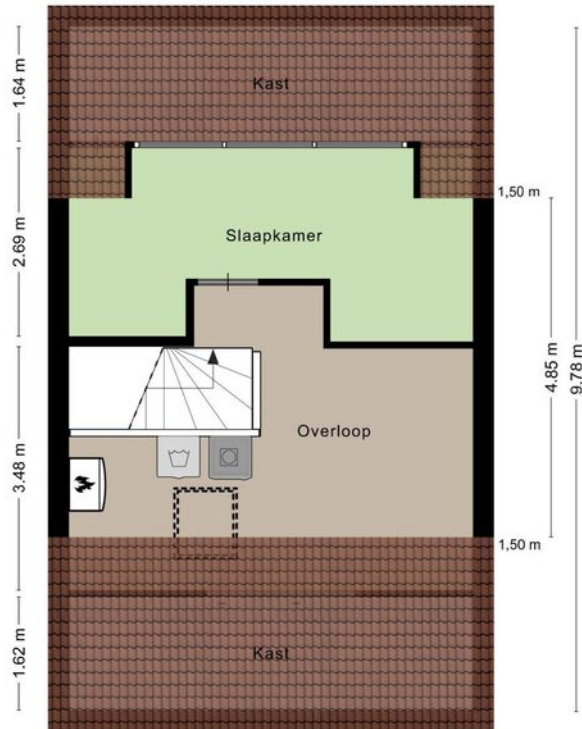 Kast
1.64 m
1,50 m
Slaapkamer
2.69 m
4.85 m
9.78 m
Overloop
3.48 m
1,50 m
Kast
1.62 m